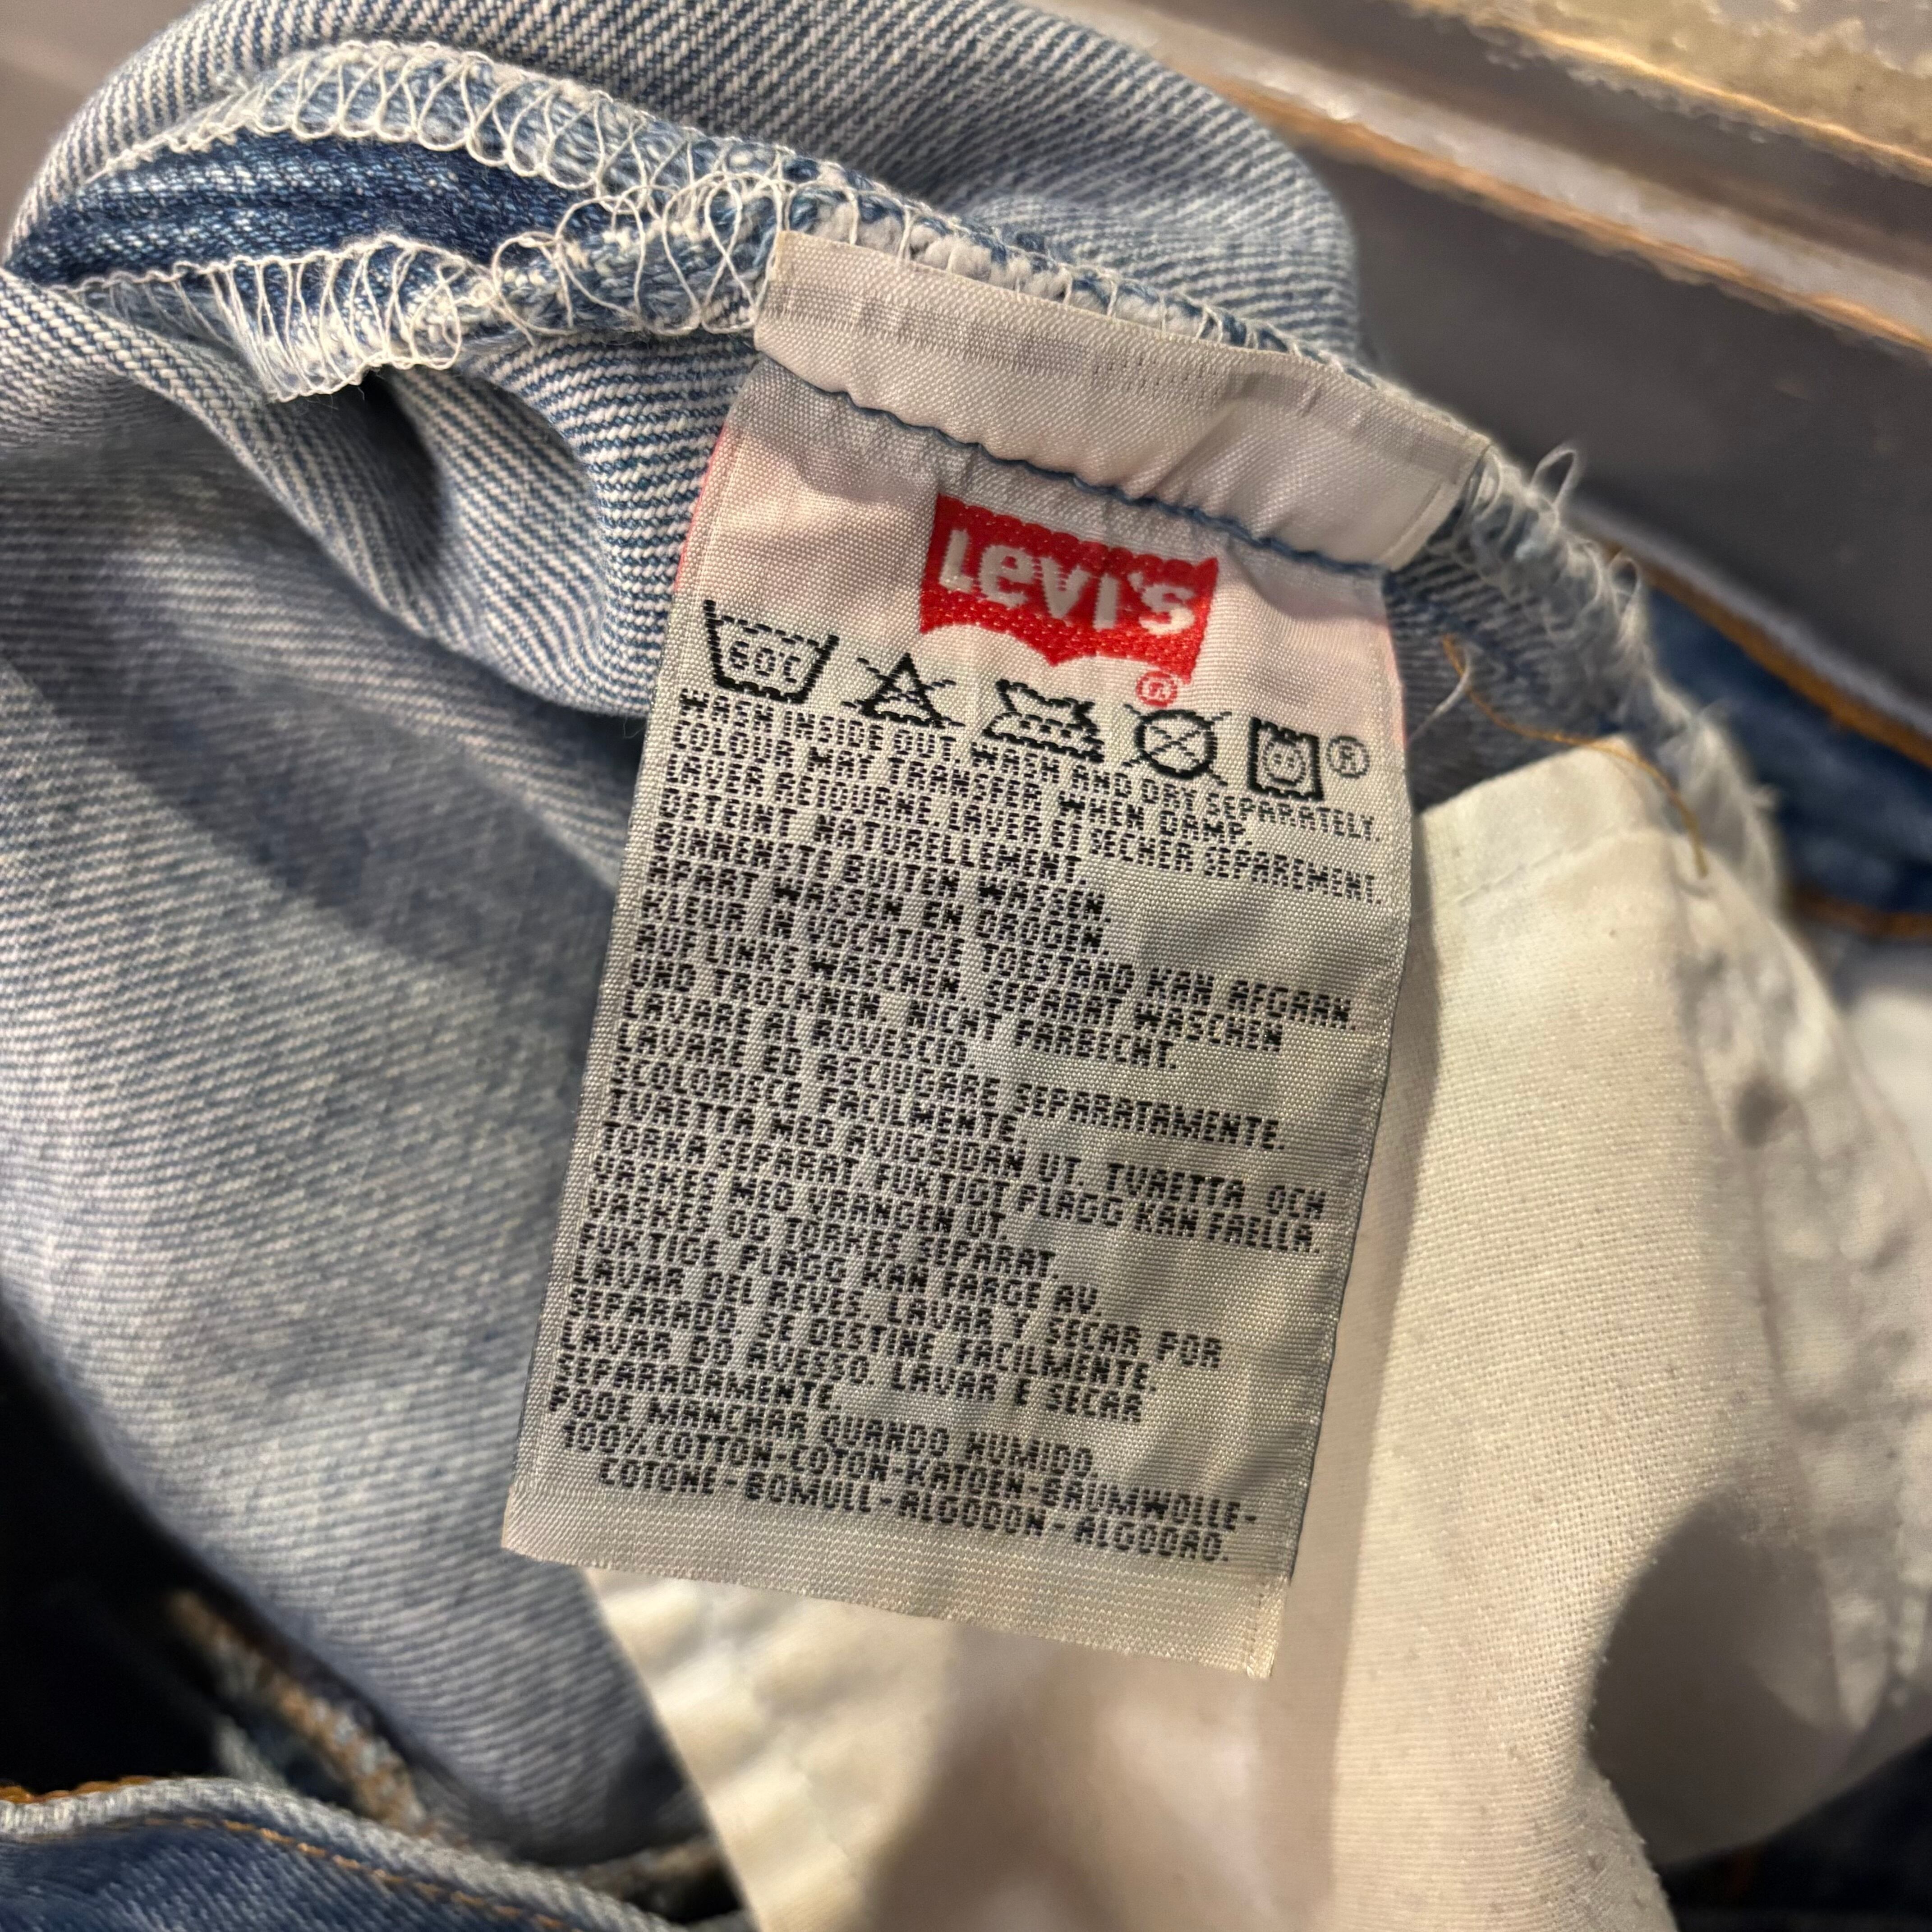 Levi's
®
60C
®
WASH INSIDE OUT. WASH AND DRY SEPARATELY.
COLOUR MAY TRANSFER WHEN DAMP.
LAVER RETOURNE LAVER ET SECHER SEPAREMENT.
DETEINT NATURELLEMENT.
BINNENSTE BUITEN WASSEN.
APART WASSEN EN DROGEN
KLEUR IN VOCHTIGE TOESTAND KAN AFGAAN
AUF LINKS WASCHEN. SEPARAT WASCHEN
UND TROCKNEN. NICHT FARBECHT.
LAVARE AL ROVESCIO
LAVARE ED ASCIUGARE SEPARATAMENTE.
SCOLORISCE FACILMENTE.
TVAETTA MED AVIGSIDAN UT. TVAETTA OCH
TORKA SEPARAT FUKTIGT PLAGG KAN FAELLA.
VASKES MED VRANGEN UT.
VASKES OG TORKES SEPARAT.
FUKTIGE PLAGG KAN FARGE AV.
LAVAR DEL REVES. LAVAR Y SECAR POR
SEPARADO. SE DESTINE FACILMENTE.
LAVAR DO AVESSO. LAVAR E SECAR
SEPARADAMENTE
PODE MANCHAR QUANDO HUMIDO.
100% COTTON-COTON-KATOEN-BAUMWOLLE-
COTONE-BOMULL-ALGODON-ALGODAO.